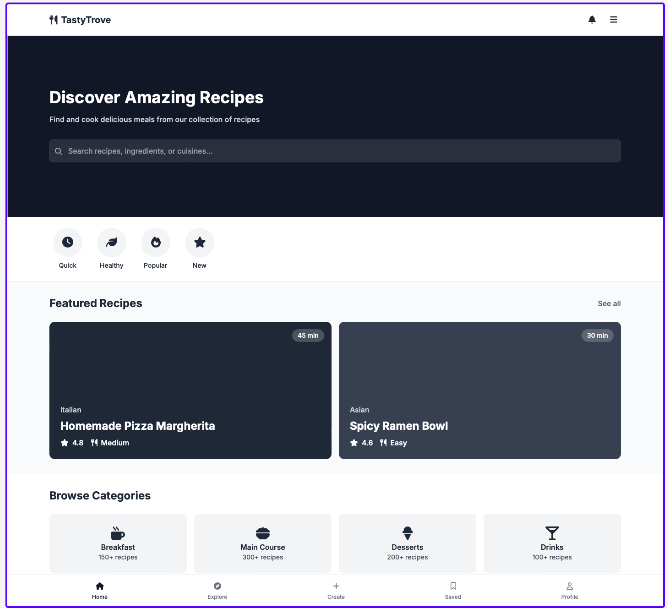 TastyTrove
Discover Amazing Recipes
Find and cook delicious meals from our collection of recipes
Search recipes, ingredients, or cuisines...
Quick
Healthy
Popular
New
Featured Recipes
See all
45 min
Italian
Homemade Pizza Margherita
4.8 Medium
30 min
Asian
Spicy Ramen Bowl
4.6 Easy
Browse Categories
Breakfast
150+ recipes
Main Course
300+ recipes
Desserts
200+ recipes
Drinks
100+ recipes
Home
Explore
Create
Saved
Profile